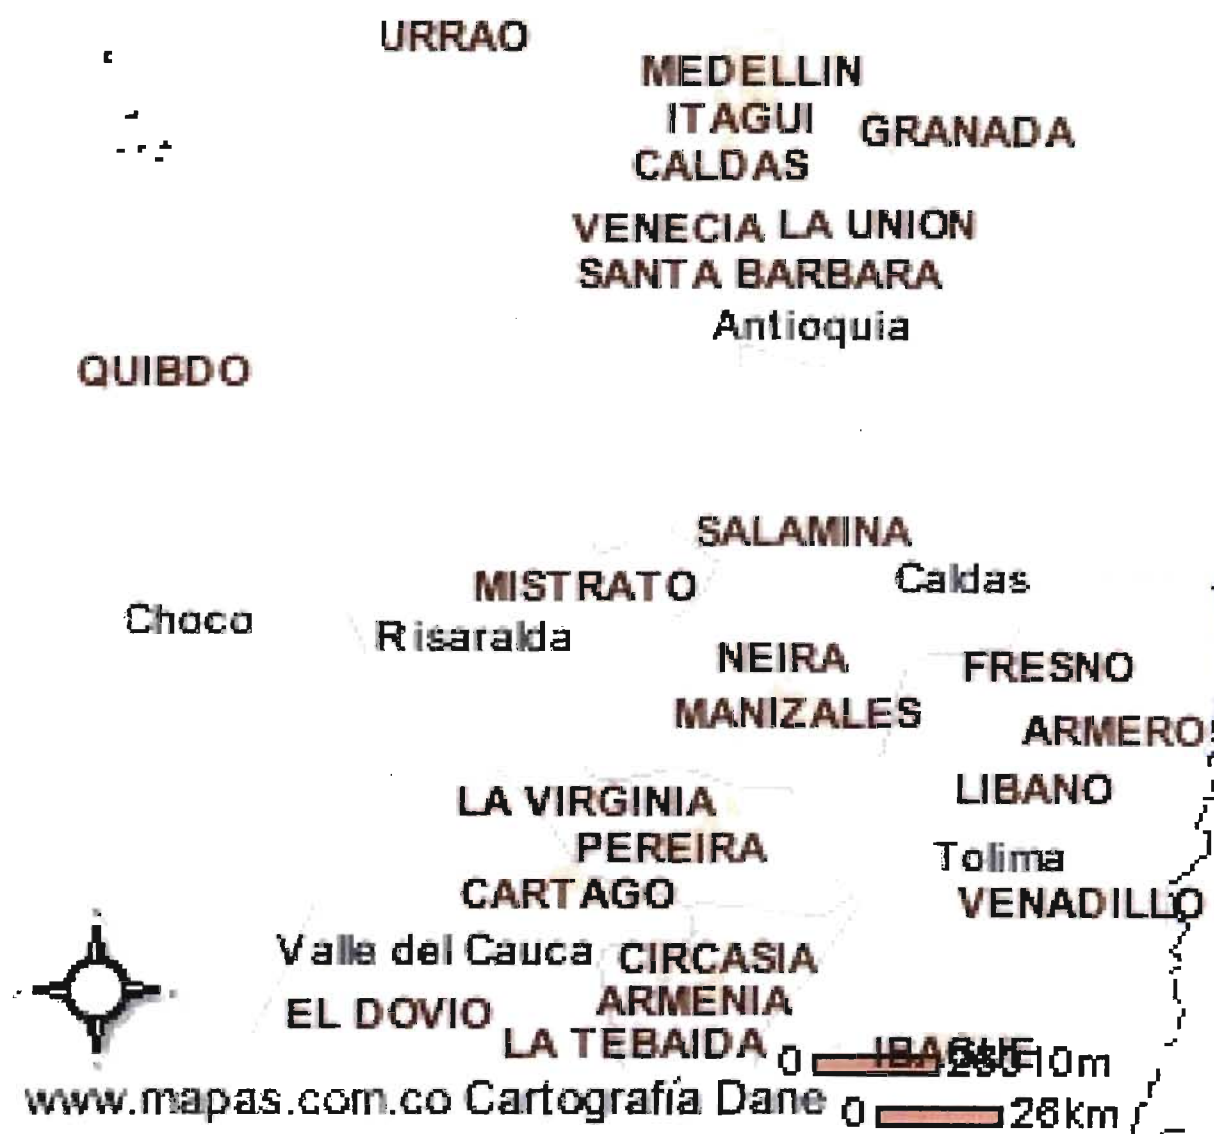 URRAO
MEDELLIN
ITAGUI
GRANADA
CALDAS
VENECIA LA UNION
SANTA BARBARA
Antioquia
QUIBDO
SALAMINA
MISTRATO
Caldas
Choco
Risaralda
NEIRA
FRESNO
MANIZALES
ARMERO
LIBANO
LA VIRGINIA
PEREIRA
Tolima
CARTAGO
VENADILLO
Valle del Cauca
CIRCASIA
EL DOVIO
ARMENIA
LA TEBAIDA
IBAGUE
0
www.mapas.com.co Cartografía Dane
0 26km